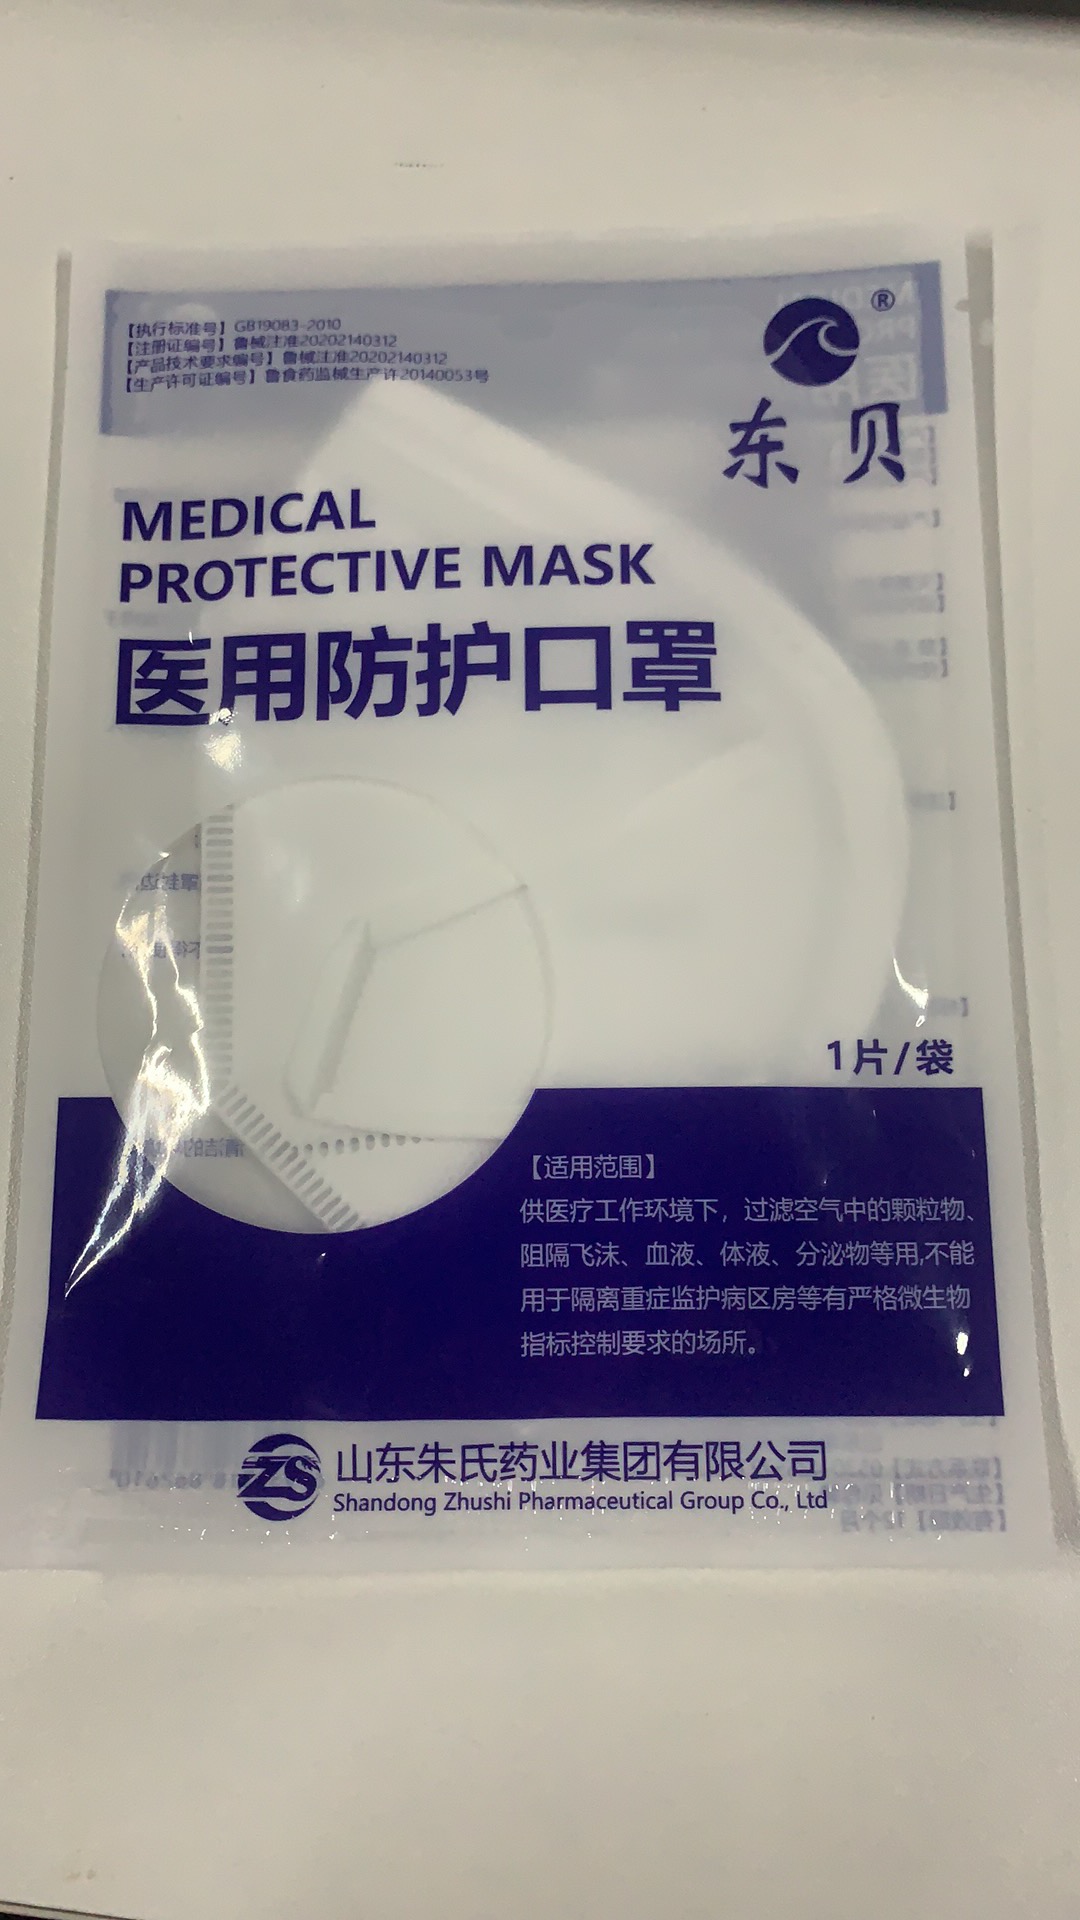 【执行标准号】GB19083-2010
【注册证编号】鲁械注准20202140312
【产品技术要求编号】鲁械注准20202140312
【生产许可证编号】鲁食药监械生产许20140053号
®
东贝
MEDICAL
PROTECTIVE MASK
医用防护口罩
1片/袋
【适用范围】
供医疗工作环境下，过滤空气中的颗粒物、
阻隔飞沫、血液、体液、分泌物等用,不能
用于隔离重症监护病区房等有严格微生物
指标控制要求的场所。
ZS
山东朱氏药业集团有限公司
Shandong Zhushi Pharmaceutical Group Co., Ltd